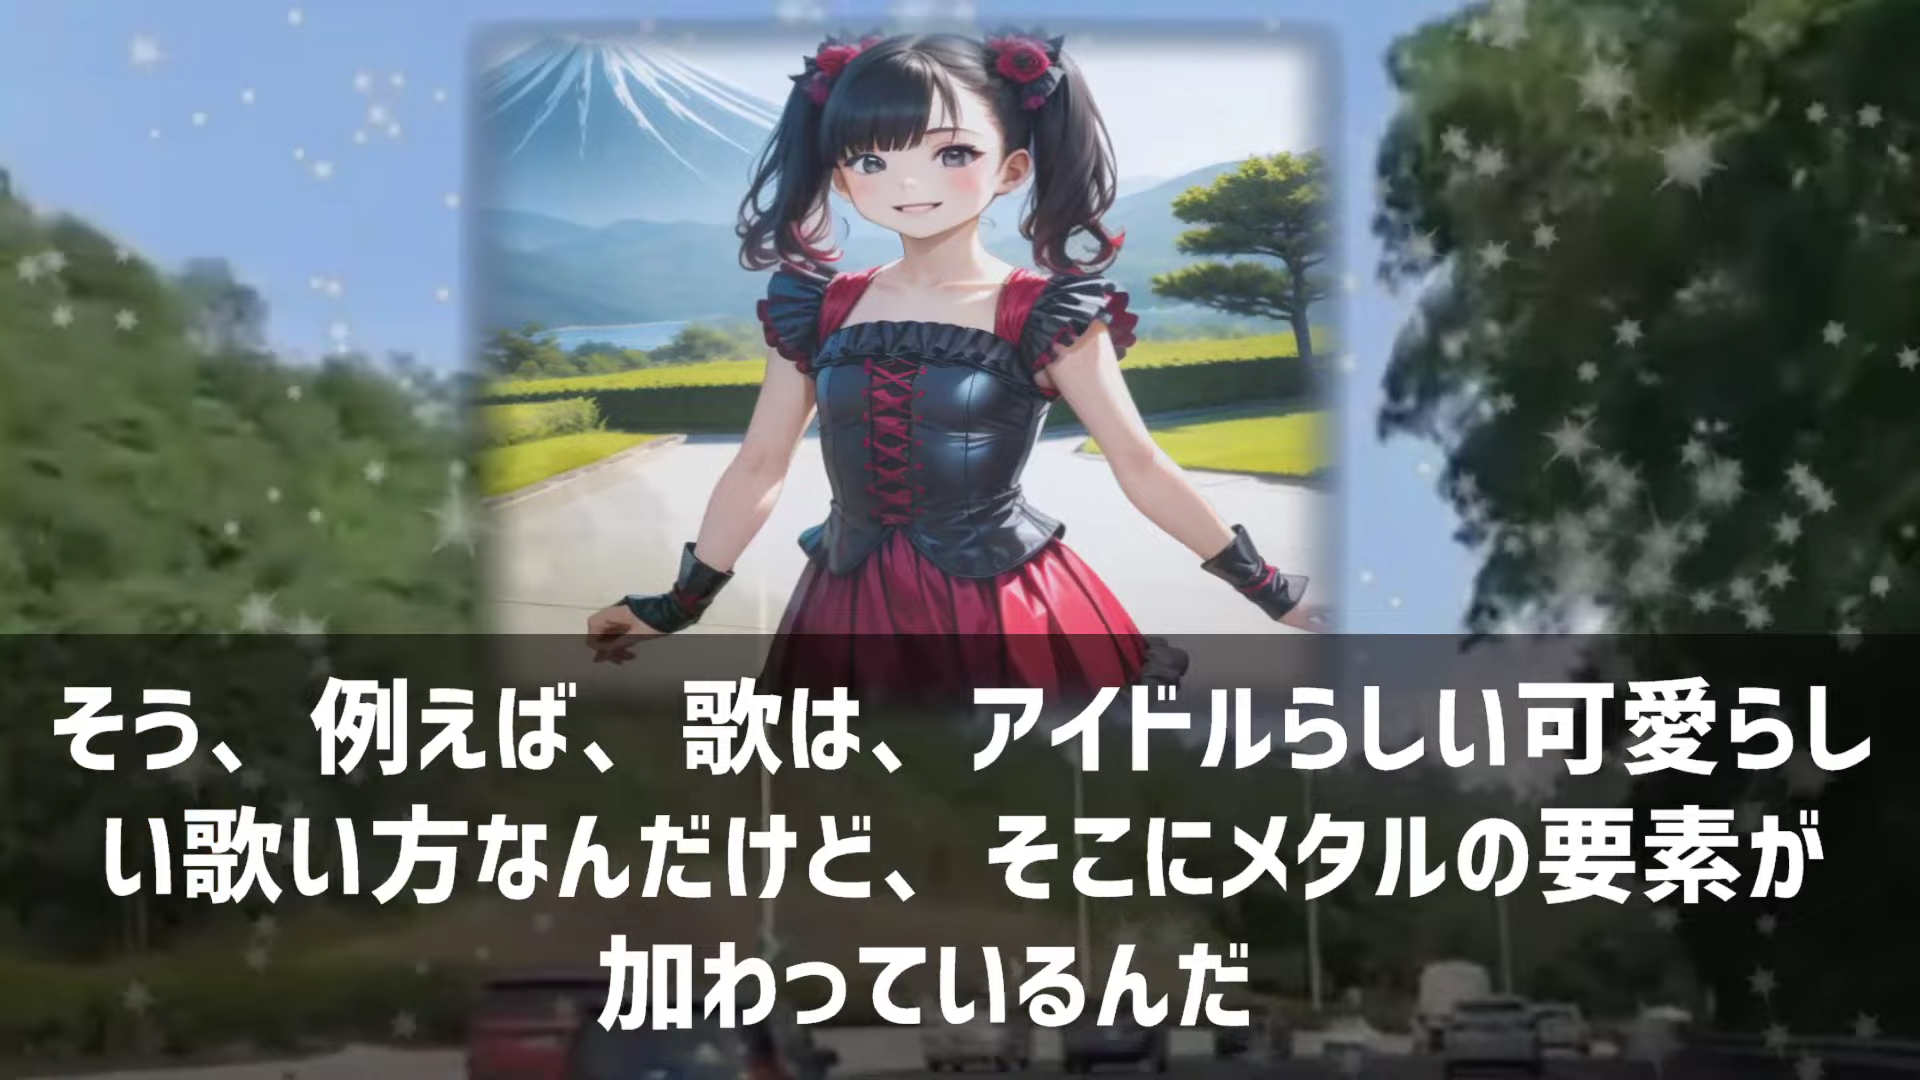 そう、例えば、歌は、アイドルらしい可愛らし
い歌い方なんだけど、そこにメタルの要素が
加わっているんだ